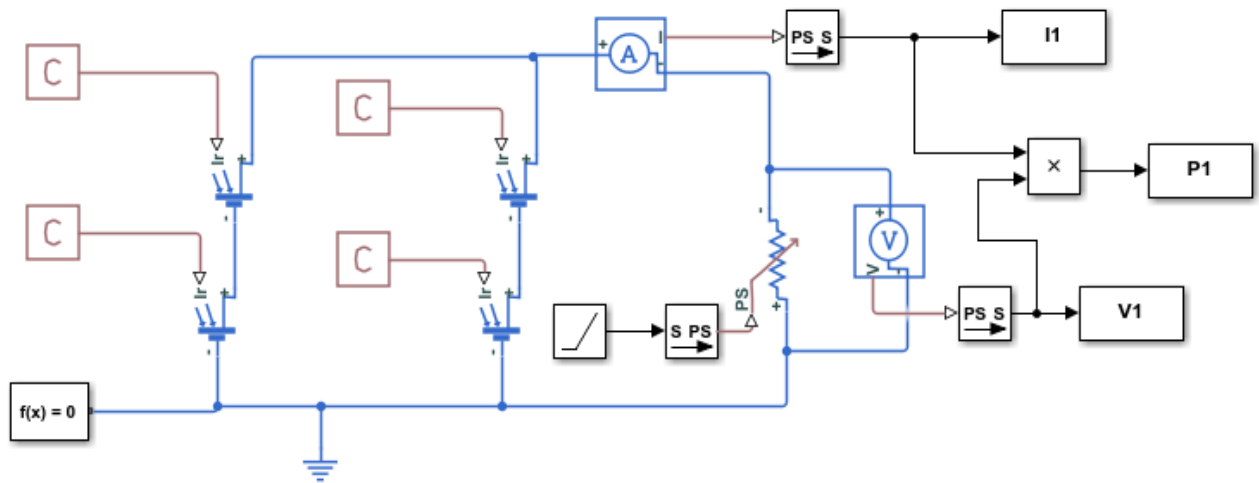 C
C
C
C
Ir
+
-
Ir
+
-
Ir
+
-
Ir
+
-
+
A
I
-
PS S
I1
×
P1
+
V
V
-
-
PS
+
S PS
PS S
V1
f(x) = 0